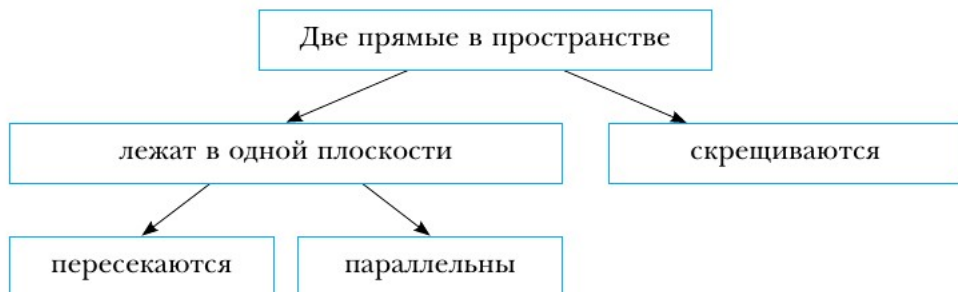 Две прямые в пространстве
лежат в одной плоскости
скрещиваются
пересекаются
параллельны